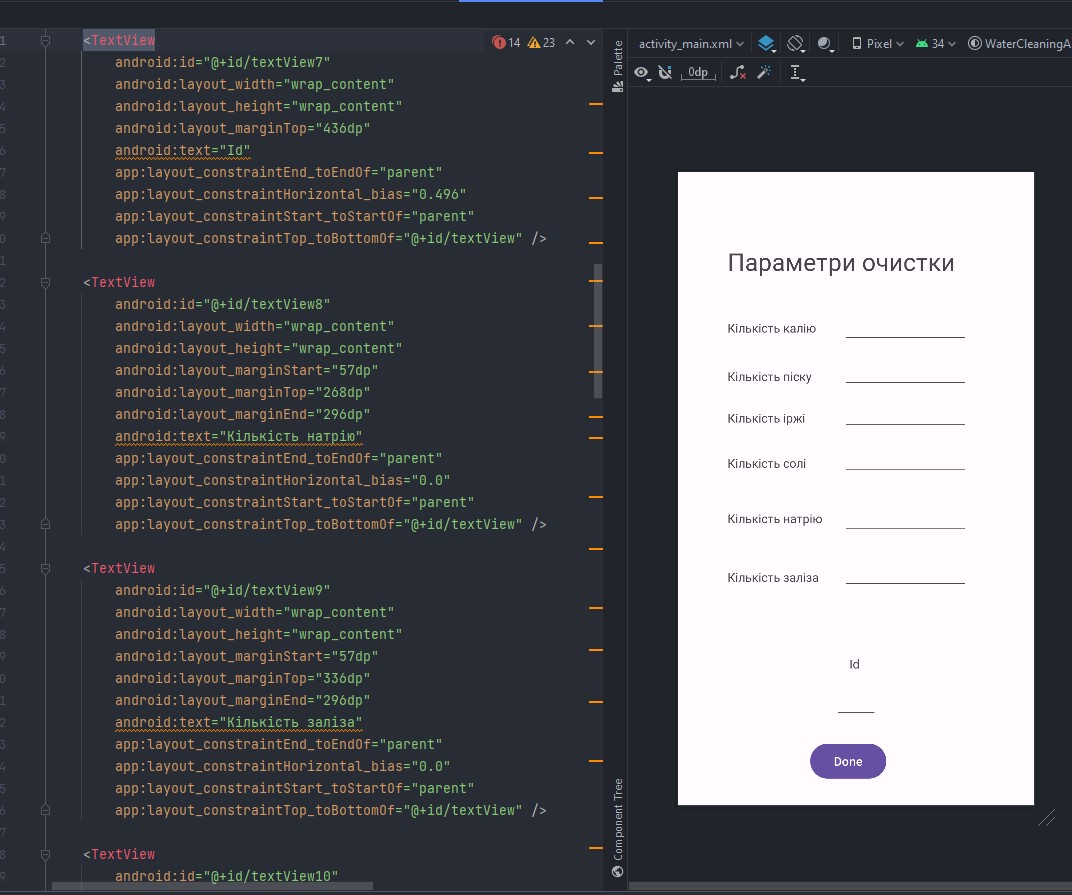 <TextView
android:id="@+id/textView7"
android:layout_width="wrap_content"
android:layout_height="wrap_content"
android:layout_marginTop="436dp"
android:text="Id"
app:layout_constraintEnd_toEndOf="parent"
app:layout_constraintHorizontal_bias="0.496"
app:layout_constraintStart_toStartOf="parent"
app:layout_constraintTop_toBottomOf="@+id/textView" />
<TextView
android:id="@+id/textView8"
android:layout_width="wrap_content"
android:layout_height="wrap_content"
android:layout_marginStart="57dp"
android:layout_marginTop="268dp"
android:layout_marginEnd="296dp"
android:text="Кількість натрію"
app:layout_constraintEnd_toEndOf="parent"
app:layout_constraintHorizontal_bias="0.0"
app:layout_constraintStart_toStartOf="parent"
app:layout_constraintTop_toBottomOf="@+id/textView" />
<TextView
android:id="@+id/textView9"
android:layout_width="wrap_content"
android:layout_height="wrap_content"
android:layout_marginStart="57dp"
android:layout_marginTop="336dp"
android:layout_marginEnd="296dp"
android:text="Кількість заліза"
app:layout_constraintEnd_toEndOf="parent"
app:layout_constraintHorizontal_bias="0.0"
app:layout_constraintStart_toStartOf="parent"
app:layout_constraintTop_toBottomOf="@+id/textView" />
<TextView
android:id="@+id/textView10"
14 23
Palette
Component Tree
activity_main.xml Pixel 34 WaterCleaningA
0dp
Параметри очистки
Кількість калію
Кількість піску
Кількість іржі
Кількість солі
Кількість натрію
Кількість заліза
Id
Done